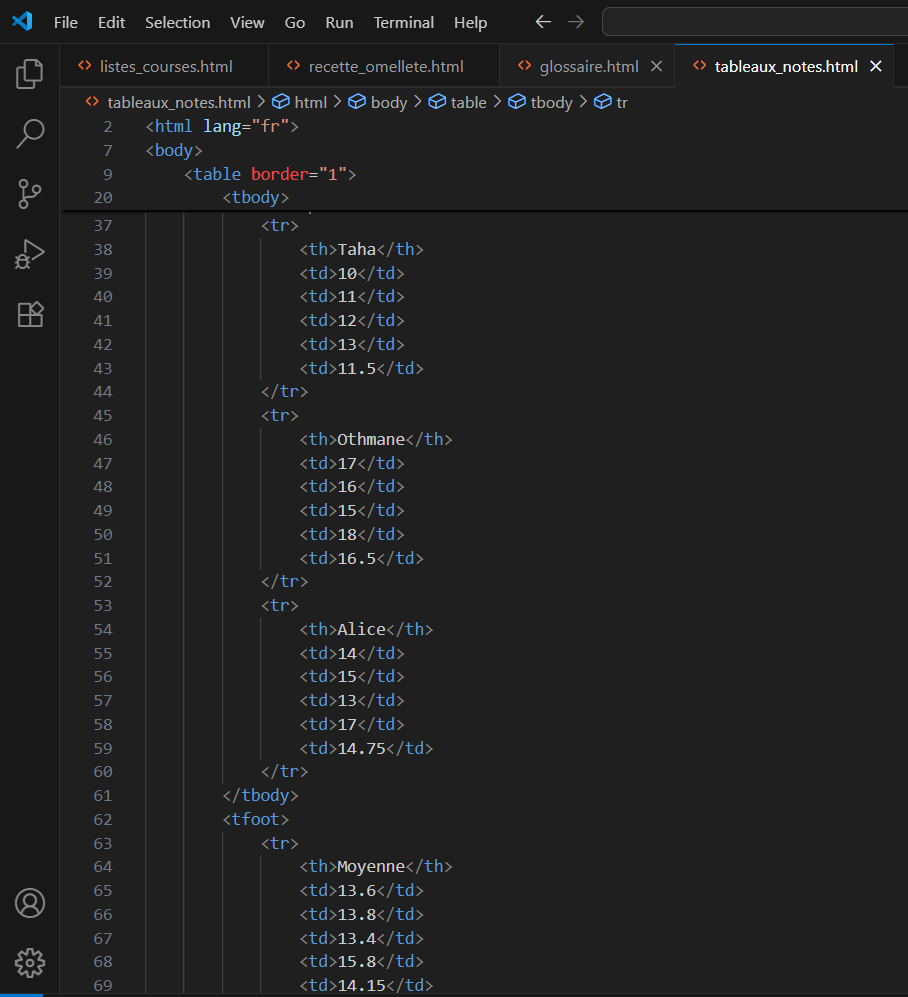 File Edit Selection View Go Run Terminal Help
listes_courses.html recette_omellete.html glossaire.html tableaux_notes.html
tableaux_notes.html > html > body > table > tbody > tr
2 <html lang="fr">
7 <body>
9 <table border="1">
20 <tbody>
37 <tr>
38 <th>Taha</th>
39 <td>10</td>
40 <td>11</td>
41 <td>12</td>
42 <td>13</td>
43 <td>11.5</td>
44 </tr>
45 <tr>
46 <th>Othmane</th>
47 <td>17</td>
48 <td>16</td>
49 <td>15</td>
50 <td>18</td>
51 <td>16.5</td>
52 </tr>
53 <tr>
54 <th>Alice</th>
55 <td>14</td>
56 <td>15</td>
57 <td>13</td>
58 <td>17</td>
59 <td>14.75</td>
60 </tr>
61 </tbody>
62 <tfoot>
63 <tr>
64 <th>Moyenne</th>
65 <td>13.6</td>
66 <td>13.8</td>
67 <td>13.4</td>
68 <td>15.8</td>
69 <td>14.15</td>